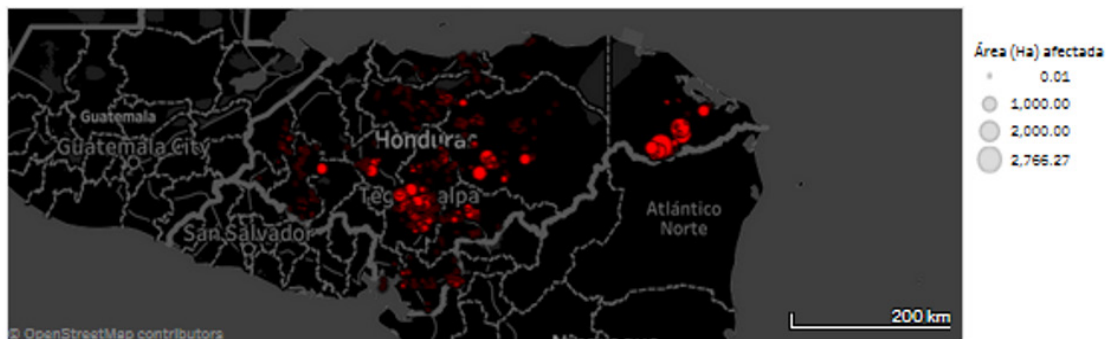 Área (Ha) afectada
0.01
1,000.00
2,000.00
2,766.27
Guatemala
Guatemala City
Honduras
Tegucigalpa
San Salvador
Atlántico
Norte
200 km
© OpenStreetMap contributors